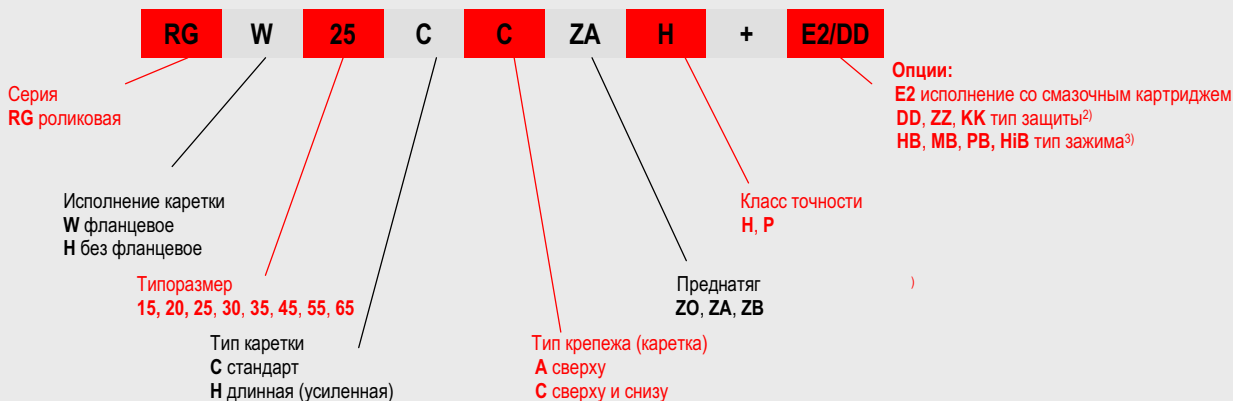 RG W 25 C C ZA H + E2/DD
Серия
RG роликовая
Опции:
E2 исполнение со смазочным картриджем
DD, ZZ, KK тип защиты2)
HB, MB, PB, HiB тип зажима3)
Исполнение каретки
W фланцевое
H без фланцевое
Класс точности
H, P
Типоразмер
15, 20, 25, 30, 35, 45, 55, 65
Преднатяг
ZO, ZA, ZB
)
Тип каретки
C стандарт
H длинная (усиленная)
Тип крепежа (каретка)
A сверху
C сверху и снизу